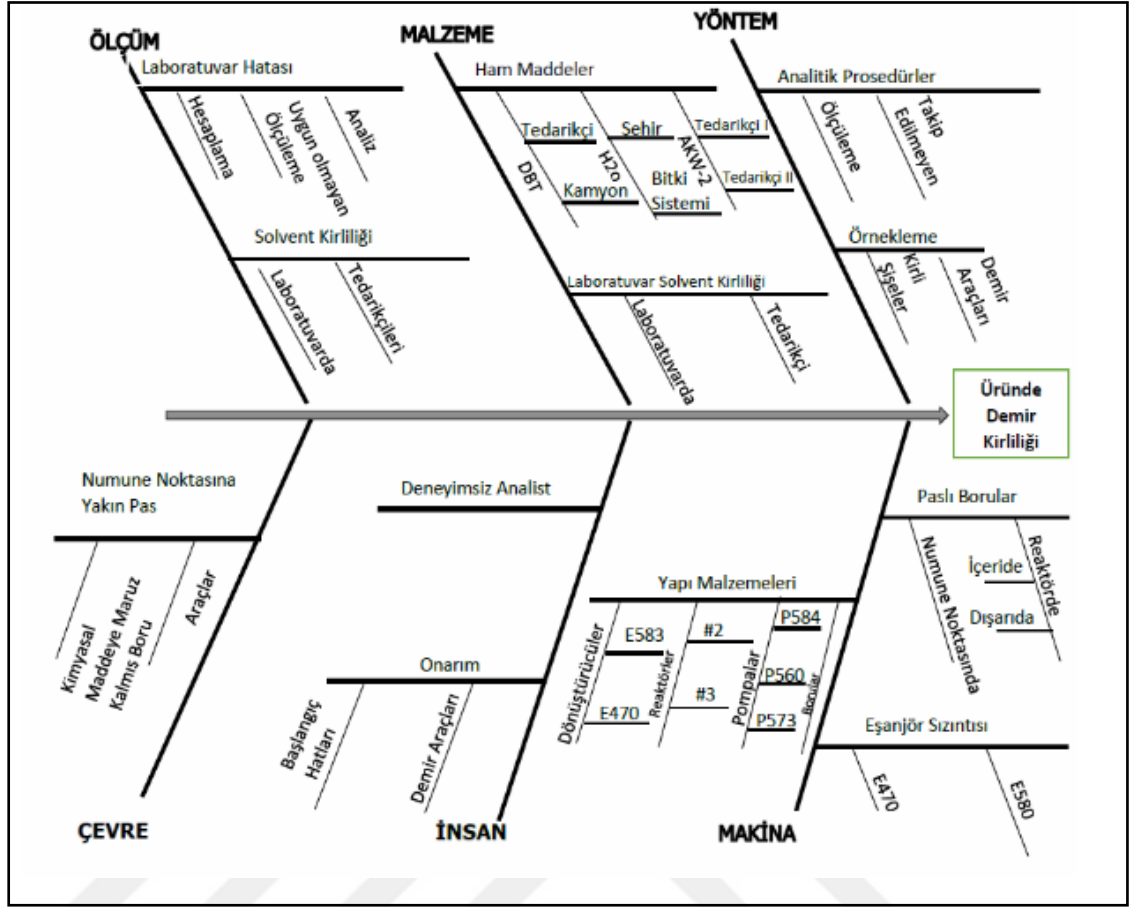 ÖLÇÜM
Laboratuvar Hatası
Hesaplama
Uygun olmayan
Ölçüleme
Analiz
Solvent Kirliliği
Laboratuvarda
Tedarikçileri
MALZEME
Ham Maddeler
DBT
Tedarikçi
Kamyon
H2o
Sehir
Bitki
Sistemi
AKW-2
Tedarikçi I
Tedarikçi II
Laboratuvar Solvent Kirliliği
Laboratuvarda
Tedarikçi
YÖNTEM
Analitik Prosedürler
Ölçüleme
Takip
Edilmeyen
Örnekleme
Kirli
Şişeler
Demir
Araçları
Üründe
Demir
Kirliliği
Numune Noktasına
Yakın Pas
Kimyasal
Maddeye Maruz
Kalmıs Boru
Araçlar
ÇEVRE
Deneyimsiz Analist
Onarım
Başlangıç
Hatları
Demir Araçları
İNSAN
Yapı Malzemeleri
Dönüştürücüler
E583
E470
Reaktörler
#2
#3
Pompalar
P584
P560
P573
Borular
Paslı Borular
Numune Noktasında
Reaktörde
İçeride
Dışarıda
Eşanjör Sızıntısı
E470
E580
MAKİNA